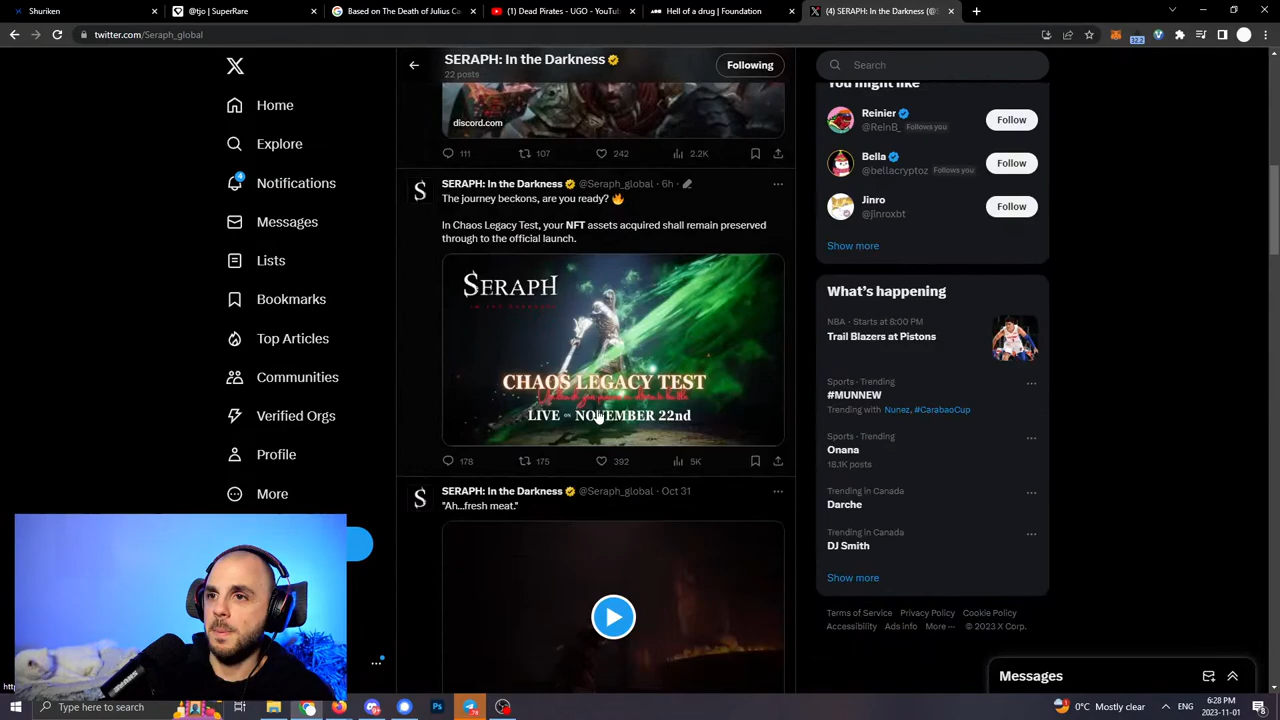 Shuriken
@tjo | SuperRare
Based on The Death of Julius Ca
(1) Dead Pirates - UGO - YouTub
Hell of a drug | Foundation
(4) SERAPH: In the Darkness (@S
twitter.com/Seraph_global
32.2
Home
Explore
4
Notifications
Messages
Lists
Bookmarks
Top Articles
Communities
Verified Orgs
Profile
More
SERAPH: In the Darkness
22 posts
Following
discord.com
111
107
242
2.2K
SERAPH: In the Darkness @Seraph_global · 6h ·
The journey beckons, are you ready?
In Chaos Legacy Test, your NFT assets acquired shall remain preserved
through to the official launch.
SERAPH
In the Darkness
CHAOS LEGACY TEST
LIVE ON NOVEMBER 22nd
178
175
392
5K
SERAPH: In the Darkness @Seraph_global · Oct 31
"Ah...fresh meat."
Search
You might like
Reinier
@ReinB_ Follows you
Follow
Bella
@bellacryptoz Follows you
Follow
Jinro
@jinroxbt
Follow
Show more
What's happening
NBA · Starts at 8:00 PM
Trail Blazers at Pistons
Sports · Trending
#MUNNEW
Trending with Nunez, #CarabaoCup
Sports · Trending
Onana
18.1K posts
Trending in Canada
Darche
Trending in Canada
DJ Smith
Show more
Terms of Service Privacy Policy Cookie Policy
Accessibility Ads info More ··· © 2023 X Corp.
Messages
Type here to search
Ps
0°C Mostly clear
ENG
6:28 PM
2023-11-01